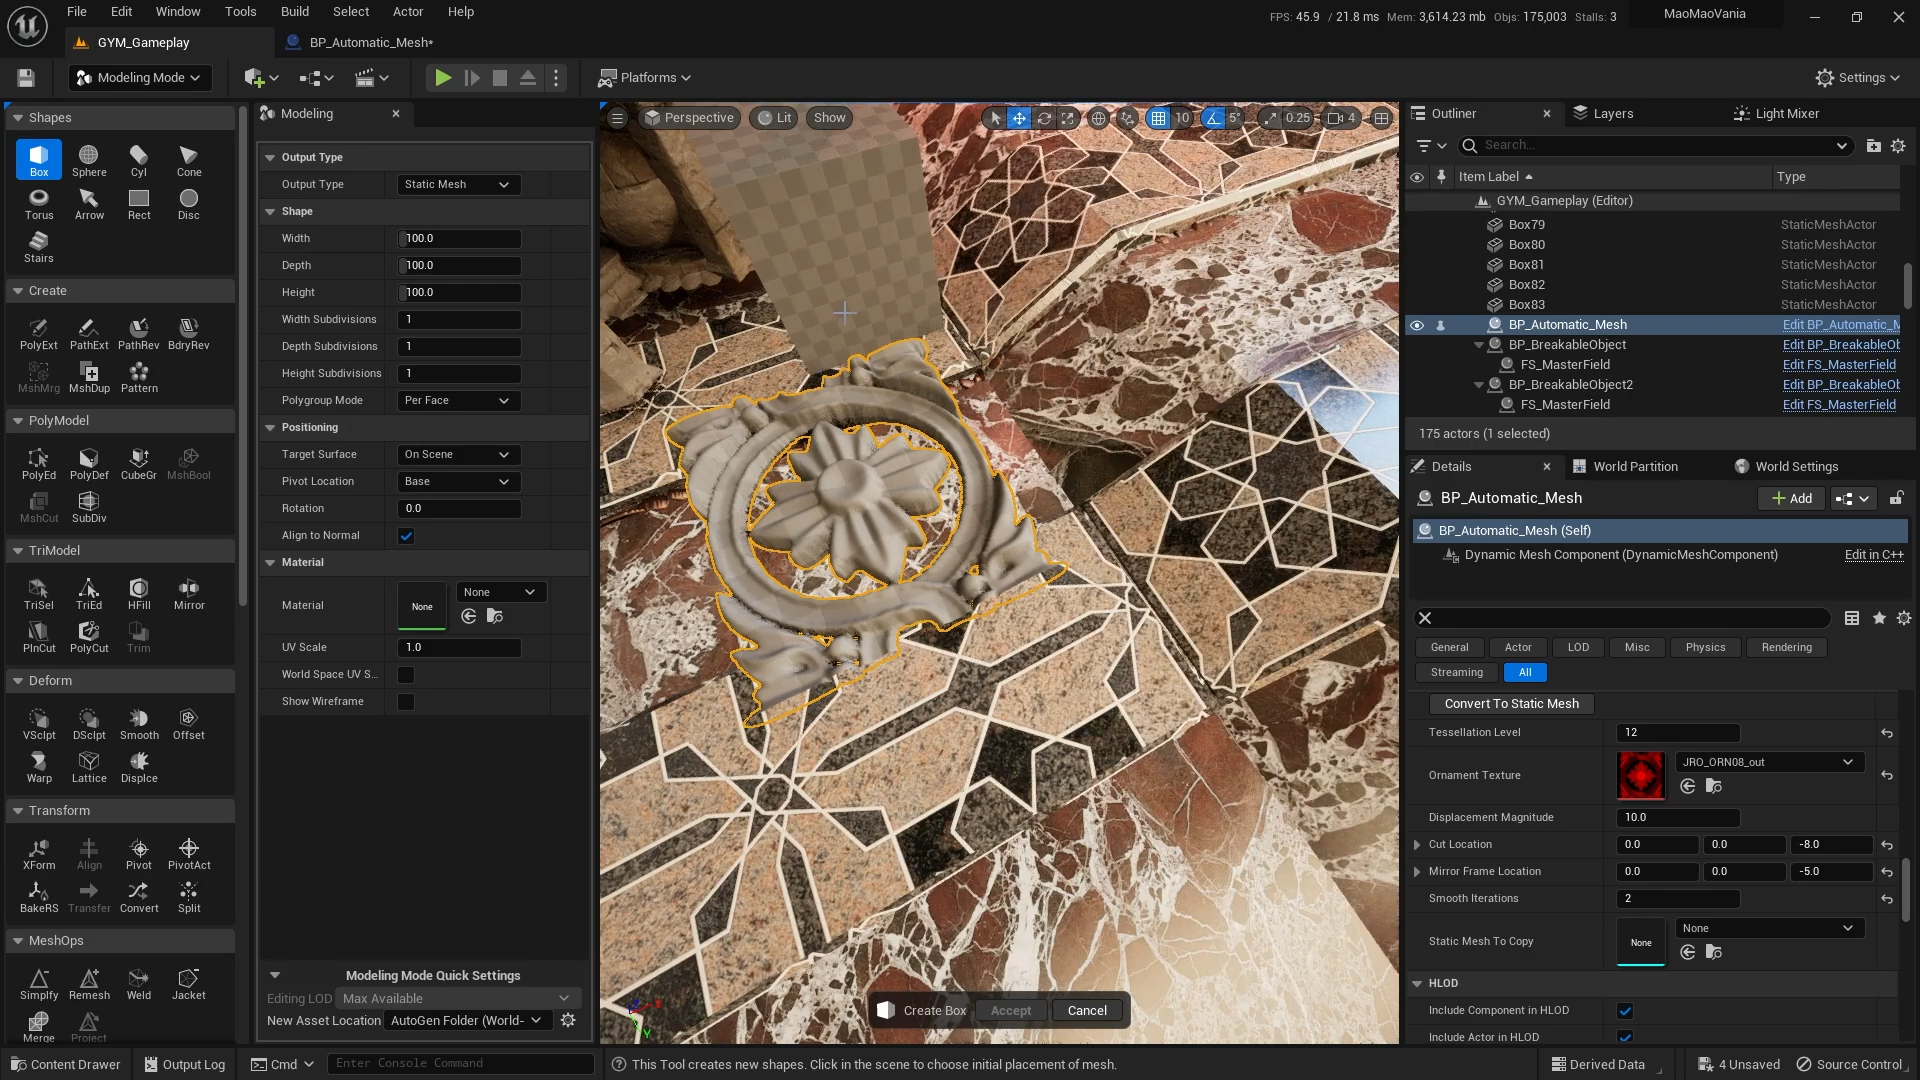 File Edit Window Tools Build Select Actor Help
FPS: 45.9 / 21.8 ms Mem: 3,614.23 mb Objs: 175,003 Stalls: 3
MaoMaoVania
GYM_Gameplay
BP_Automatic_Mesh*
Modeling Mode
Platforms
Settings
Shapes
Box Sphere Cyl Cone
Torus Arrow Rect Disc
Stairs
Create
PolyExt PathExt PathRev BdryRev
MshMrg MshDup Pattern
PolyModel
PolyEd PolyDef CubeGr MshBool
MshCut SubDiv
TriModel
TriSel TriEd HFill Mirror
PlnCut PolyCut Trim
Deform
VSclpt DSclpt Smooth Offset
Warp Lattice Displce
Transform
XForm Align Pivot PivotAct
BakeRS Transfer Convert Split
MeshOps
Simplfy Remesh Weld Jacket
Merge Project
Modeling
Output Type
Output Type Static Mesh
Shape
Width 100.0
Depth 100.0
Height 100.0
Width Subdivisions 1
Depth Subdivisions 1
Height Subdivisions 1
Polygroup Mode Per Face
Positioning
Target Surface On Scene
Pivot Location Base
Rotation 0.0
Align to Normal
Material
Material None None
UV Scale 1.0
World Space UV S...
Show Wireframe
Modeling Mode Quick Settings
Editing LOD Max Available
New Asset Location AutoGen Folder (World-
Perspective Lit Show
10 5° 0.25 4
Create Box Accept Cancel
Outliner Layers Light Mixer
Search...
Item Label Type
GYM_Gameplay (Editor)
Box79 StaticMeshActor
Box80 StaticMeshActor
Box81 StaticMeshActor
Box82 StaticMeshActor
Box83 StaticMeshActor
BP_Automatic_Mesh Edit BP_Automatic_M
BP_BreakableObject Edit BP_BreakableOb
FS_MasterField Edit FS_MasterField
BP_BreakableObject2 Edit BP_BreakableOb
FS_MasterField Edit FS_MasterField
175 actors (1 selected)
Details World Partition World Settings
BP_Automatic_Mesh Add
BP_Automatic_Mesh (Self)
Dynamic Mesh Component (DynamicMeshComponent) Edit in C++
General Actor LOD Misc Physics Rendering
Streaming All
Convert To Static Mesh
Tessellation Level 12
Ornament Texture JRO_ORN08_out
Displacement Magnitude 10.0
Cut Location 0.0 0.0 -8.0
Mirror Frame Location 0.0 0.0 -5.0
Smooth Iterations 2
Static Mesh To Copy None None
HLOD
Include Component in HLOD
Include Actor in HLOD
Content Drawer Output Log Cmd Enter Console Command
This Tool creates new shapes. Click in the scene to choose initial placement of mesh.
Derived Data 4 Unsaved Source Control